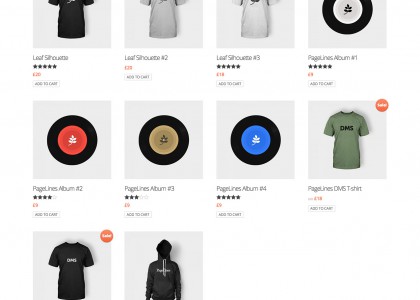 Leaf Silhouette
Leaf Silhouette #2
Leaf Silhouette #3
PageLines Album #1
£20
£20
£18
£9
ADD TO CART
ADD TO CART
ADD TO CART
ADD TO CART
Sale!
DMS
PageLines Album #2
PageLines Album #3
PageLines Album #4
PageLines DMS T-shirt
£9
£9
£9
£18
ADD TO CART
ADD TO CART
ADD TO CART
ADD TO CART
Sale!
DMS